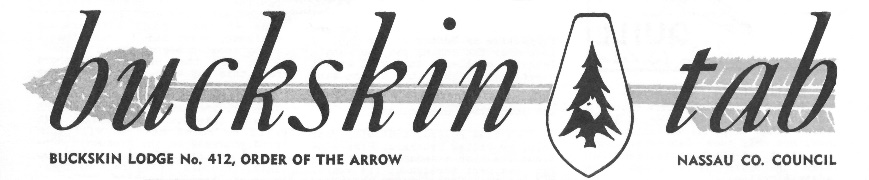 buckskin tab
BUCKSKIN LODGE No. 412, ORDER OF THE ARROW
NASSAU CO. COUNCIL